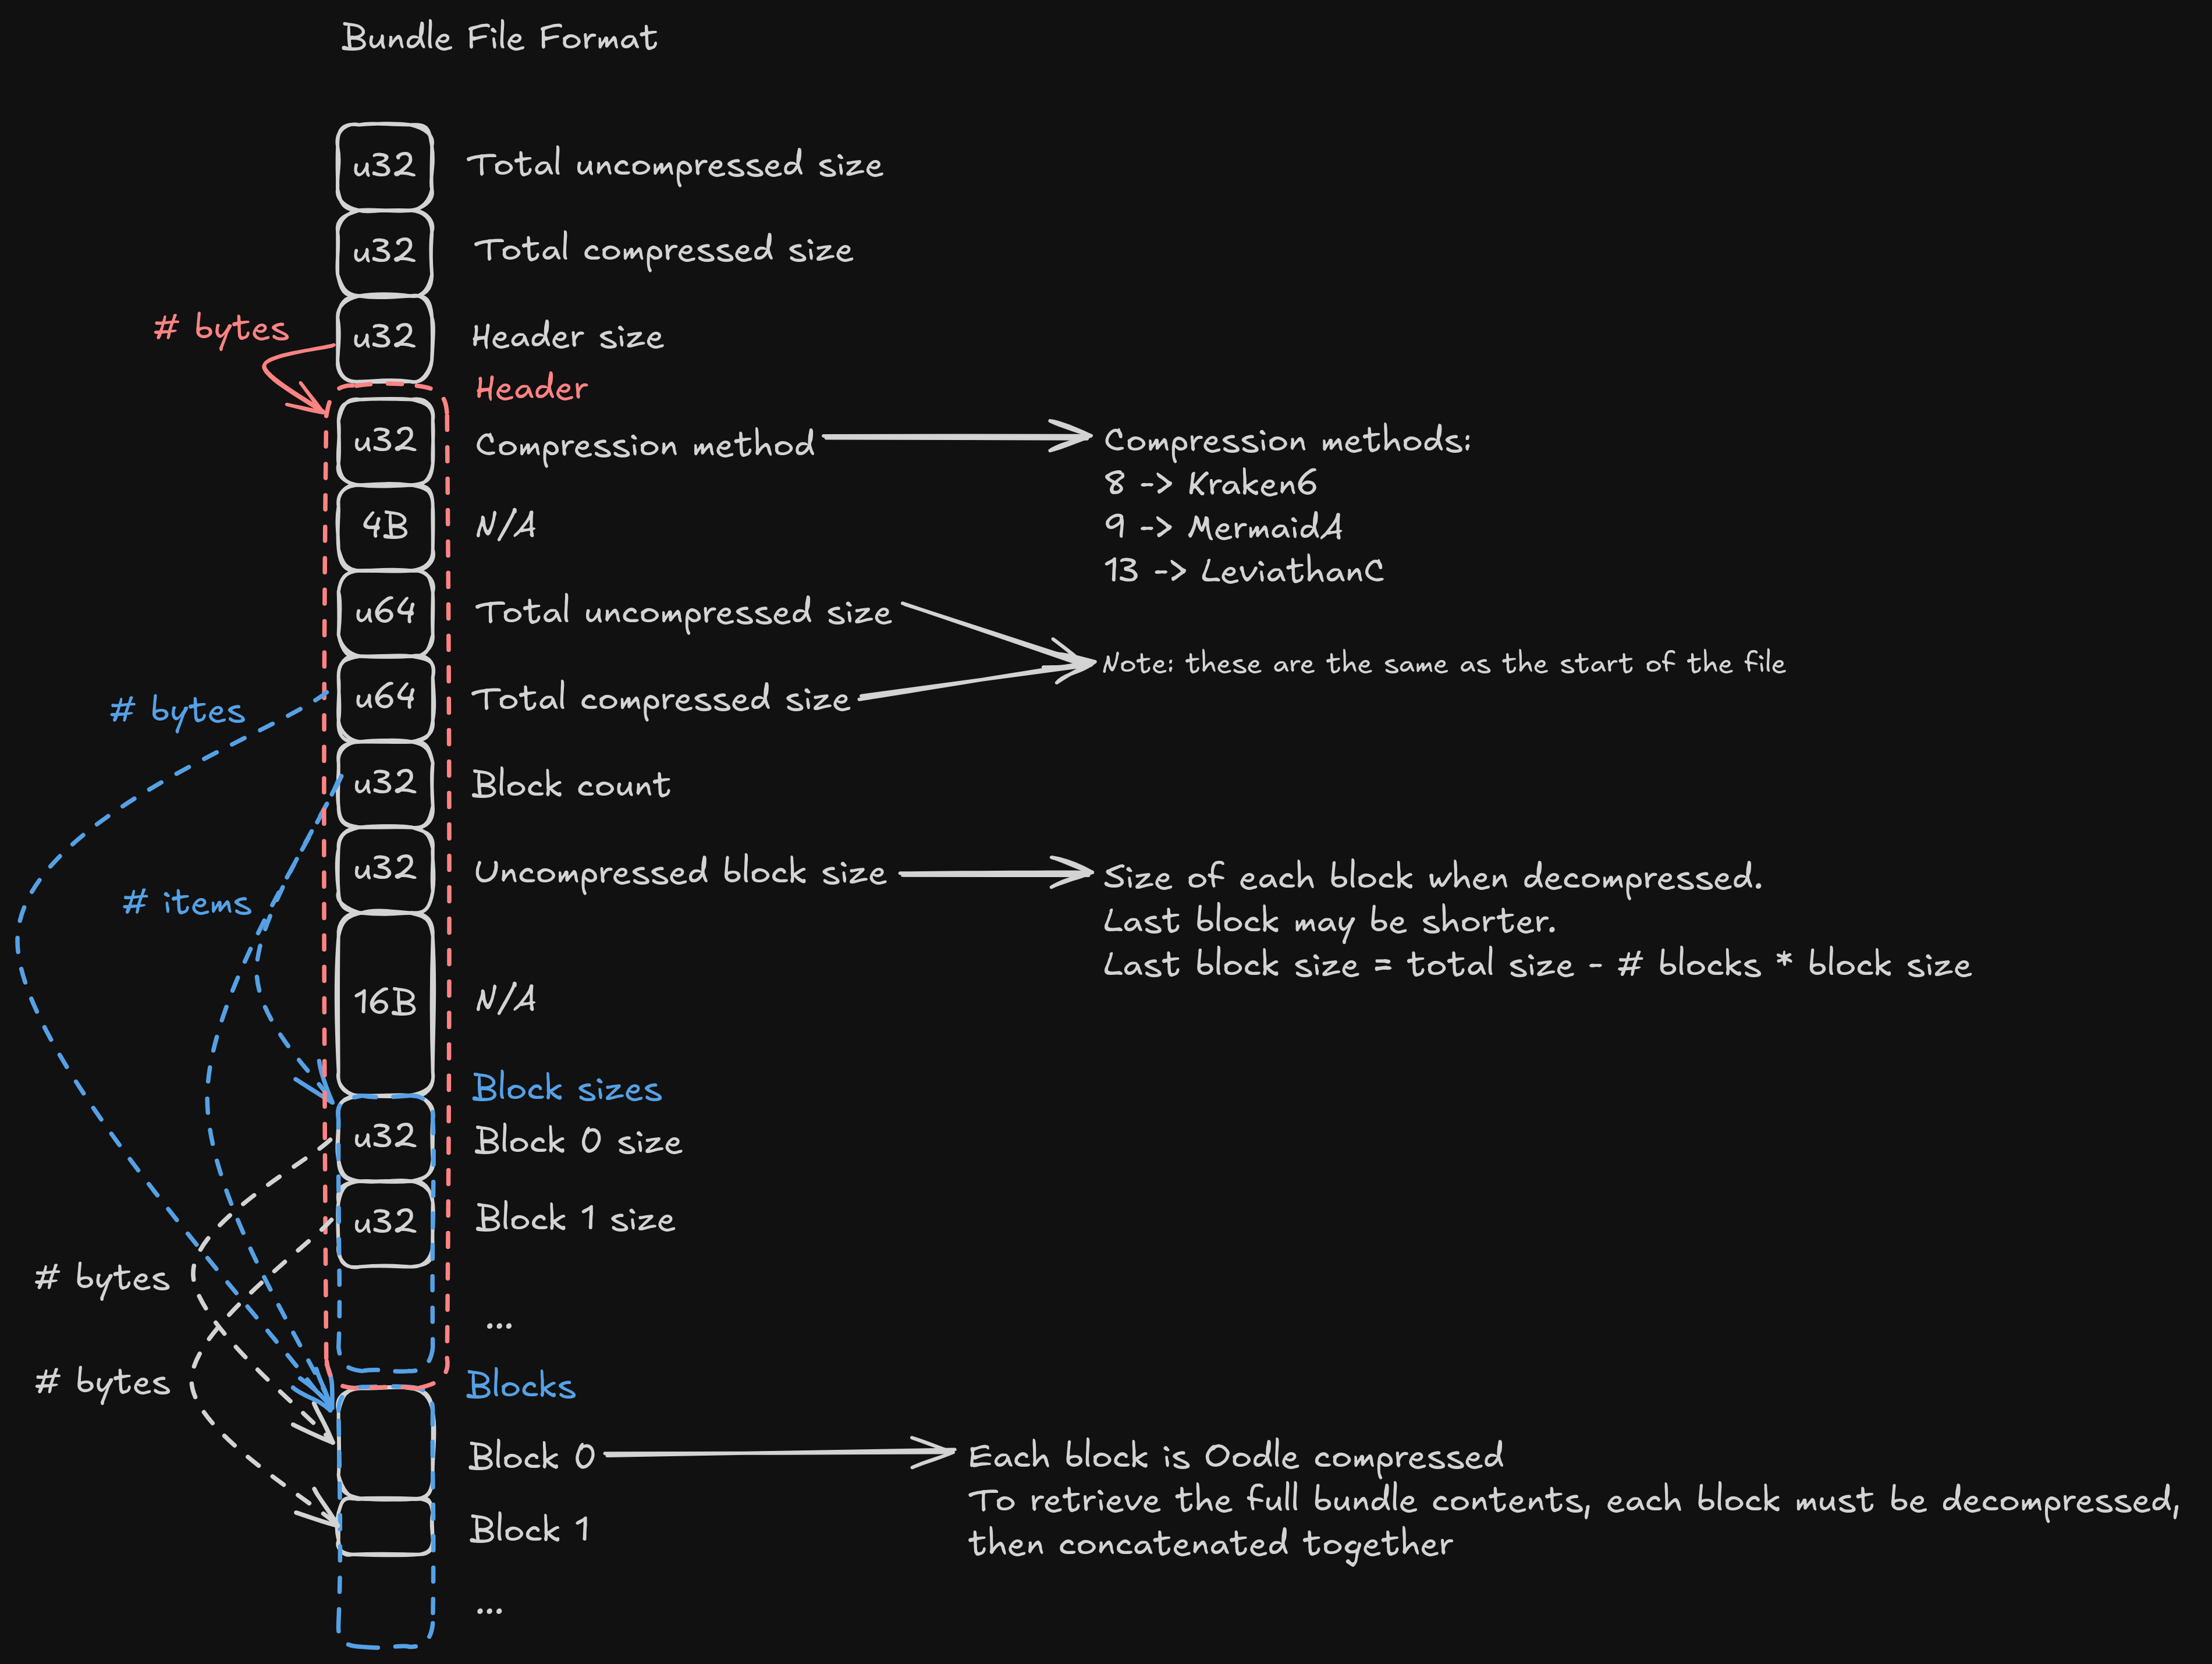 Bundle File Format
u32 Total uncompressed size
u32 Total compressed size
# bytes
u32 Header size
Header
u32 Compression method
Compression methods:
8 -> Kraken6
9 -> MermaidA
13 -> LeviathanC
4B N/A
u64 Total uncompressed size
Note: these are the same as the start of the file
u64 Total compressed size
# bytes
u32 Block count
u32 Uncompressed block size
Size of each block when decompressed.
Last block may be shorter.
Last block size = total size - # blocks * block size
# items
16B N/A
Block sizes
u32 Block 0 size
u32 Block 1 size
# bytes
...
# bytes
Blocks
Block 0
Each block is Oodle compressed
To retrieve the full bundle contents, each block must be decompressed,
then concatenated together
Block 1
...